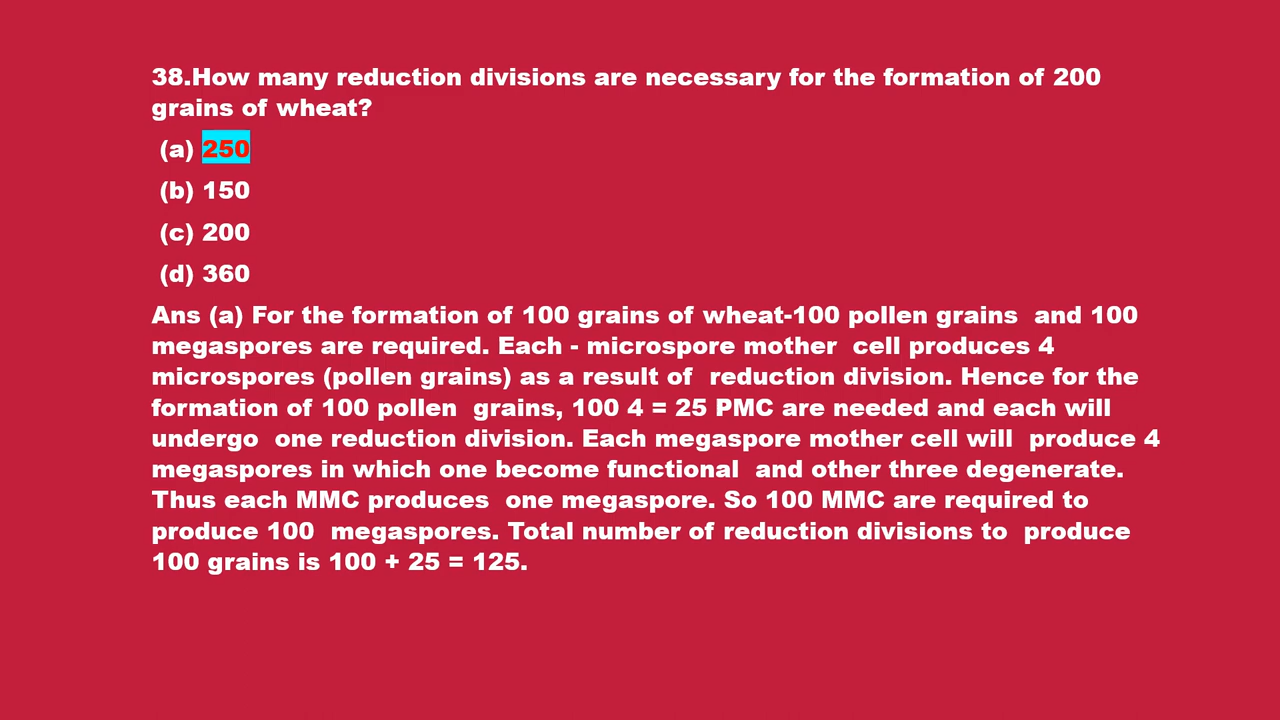 38.How many reduction divisions are necessary for the formation of 200
grains of wheat?
(a) 250
(b) 150
(c) 200
(d) 360
Ans (a) For the formation of 100 grains of wheat-100 pollen grains and 100
megaspores are required. Each - microspore mother cell produces 4
microspores (pollen grains) as a result of reduction division. Hence for the
formation of 100 pollen grains, 100 4 = 25 PMC are needed and each will
undergo one reduction division. Each megaspore mother cell will produce 4
megaspores in which one become functional and other three degenerate.
Thus each MMC produces one megaspore. So 100 MMC are required to
produce 100 megaspores. Total number of reduction divisions to produce
100 grains is 100 + 25 = 125.